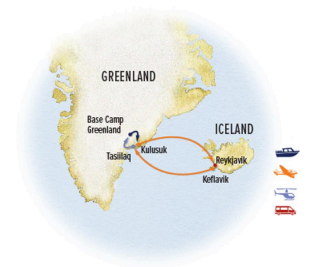 GREENLAND
Base Camp
Greenland
ICELAND
Kulusuk
Tasiilaq
Reykjavik
Keflavik